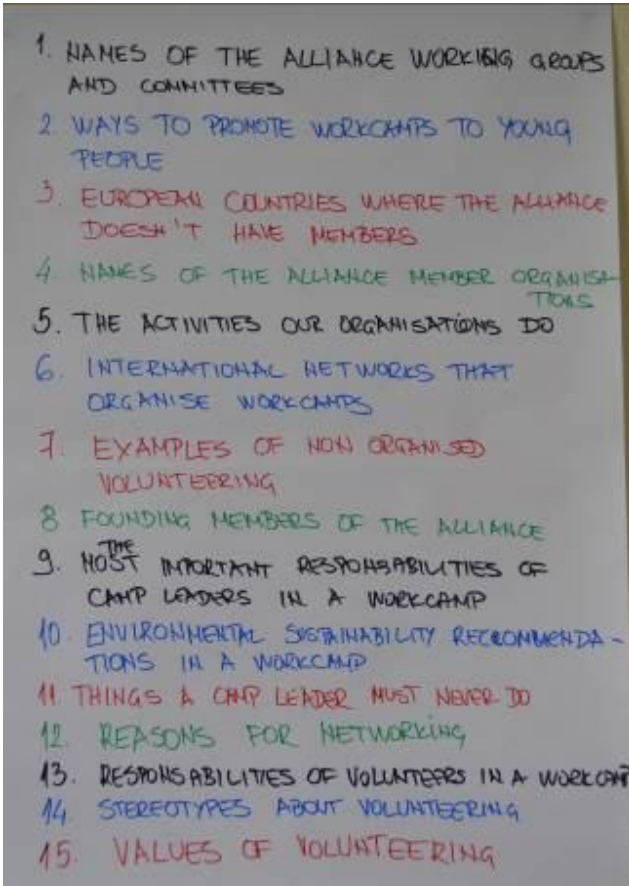 1. NAMES OF THE ALLIANCE WORKING GROUPS
AND COMMITTEES
2. WAYS TO PROMOTE WORKCAMPS TO YOUNG
PEOPLE
3. EUROPEAN COUNTRIES WHERE THE ALLIANCE
DOESN'T HAVE MEMBERS
4. NAMES OF THE ALLIANCE MEMBER ORGANISA-
TIONS
5. THE ACTIVITIES OUR ORGANISATIONS DO
6. INTERNATIONAL NETWORKS THAT
ORGANISE WORKCAMPS
7. EXAMPLES OF NON ORGANISED
VOLUNTEERING
8 FOUNDING MEMBERS OF THE ALLIANCE
THE
9. MOST IMPORTANT RESPONSABILITIES OF
CAMP LEADERS IN A WORKCAMP
10. ENVIRONMENTAL SUSTAINABILITY RECCOMMENDA-
TIONS IN A WORKCAMP
11 THINGS A CAMP LEADER MUST NEVER DO
12 REASONS FOR NETWORKING
13. RESPONSABILITIES OF VOLUNTEERS IN A WORKCAMP
14 STEREOTYPES ABOUT VOLUNTEERING
15. VALUES OF VOLUNTEERING